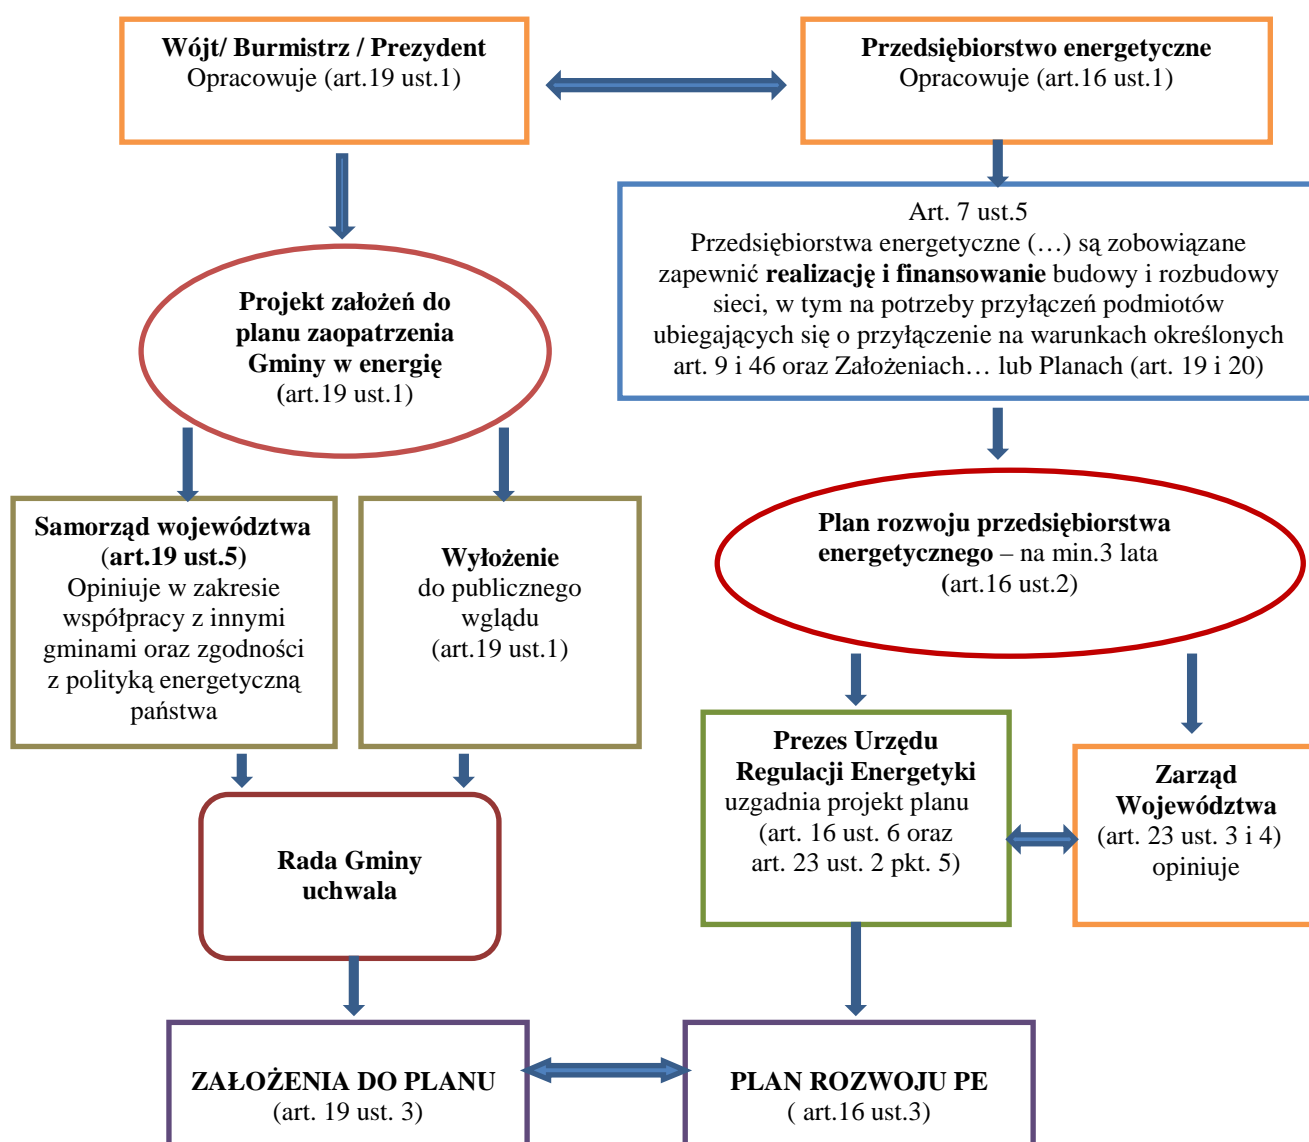 Wójt/ Burmistrz / Prezydent
Opracowuje (art.19 ust.1)
Przedsiębiorstwo energetyczne
Opracowuje (art.16 ust.1)
Art. 7 ust.5
Przedsiębiorstwa energetyczne (…) są zobowiązane
zapewnić realizację i finansowanie budowy i rozbudowy
sieci, w tym na potrzeby przyłączeń podmiotów
ubiegających się o przyłączenie na warunkach określonych
art. 9 i 46 oraz Założeniach… lub Planach (art. 19 i 20)
Projekt założeń do
planu zaopatrzenia
Gminy w energię
(art.19 ust.1)
Samorząd województwa
(art.19 ust.5)
Opiniuje w zakresie
współpracy z innymi
gminami oraz zgodności
z polityką energetyczną
państwa
Wyłożenie
do publicznego
wglądu
(art.19 ust.1)
Plan rozwoju przedsiębiorstwa
energetycznego – na min.3 lata
(art.16 ust.2)
Prezes Urzędu
Regulacji Energetyki
uzgadnia projekt planu
(art. 16 ust. 6 oraz
art. 23 ust. 2 pkt. 5)
Zarząd
Województwa
(art. 23 ust. 3 i 4)
opiniuje
Rada Gminy
uchwala
ZAŁOŻENIA DO PLANU
(art. 19 ust. 3)
PLAN ROZWOJU PE
( art.16 ust.3)